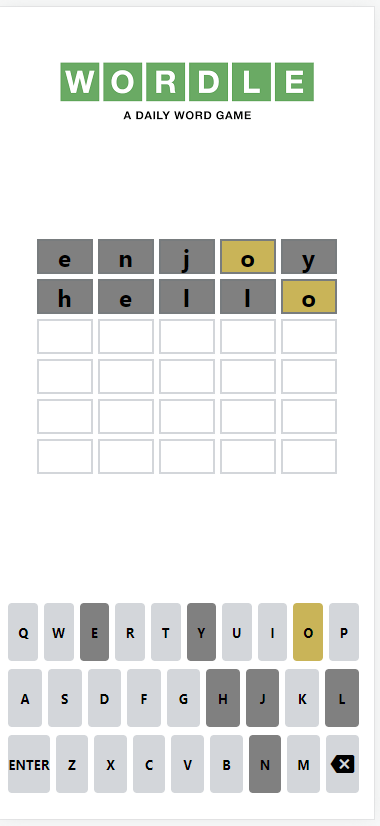 WORDLE
A DAILY WORD GAME
e n j o y
h e l l o
Q W E R T Y U I O P
A S D F G H J K L
ENTER Z X C V B N M